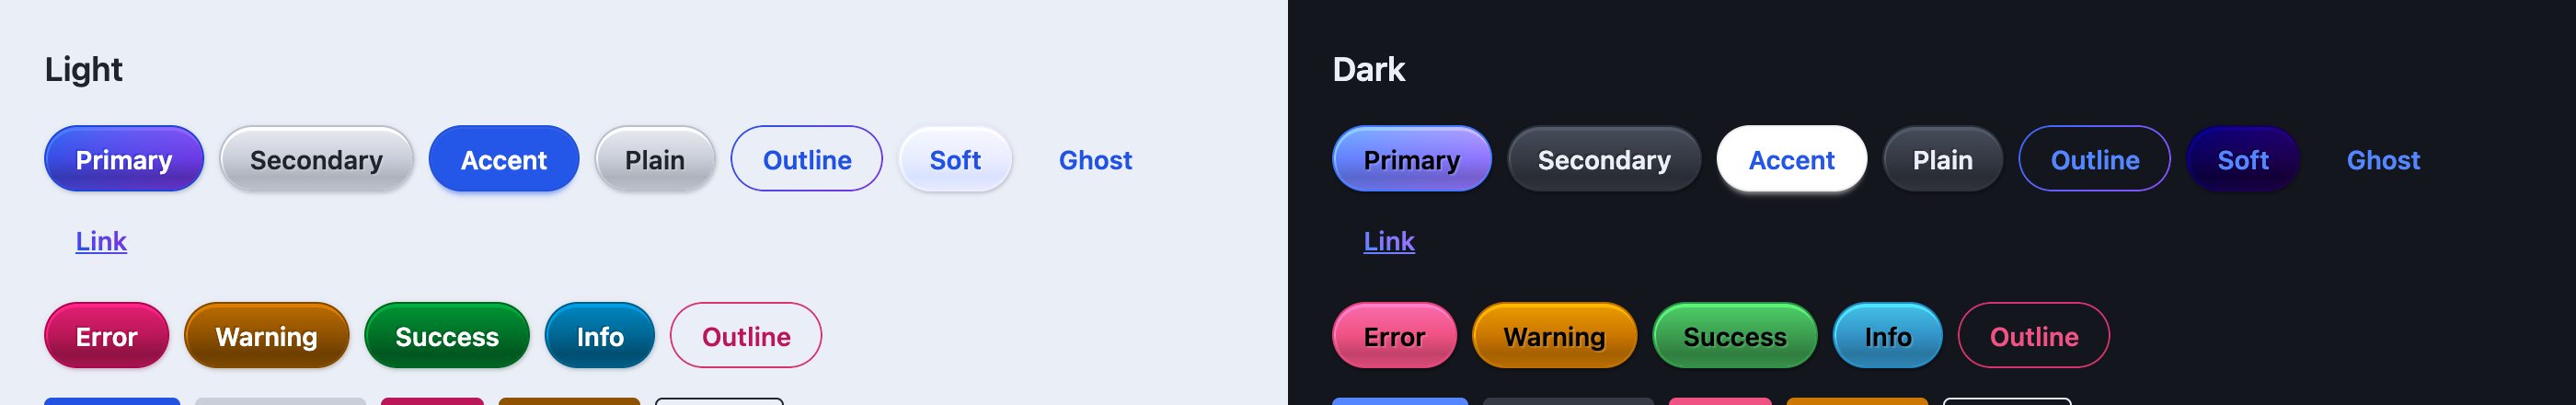 Light
Primary Secondary Accent Plain Outline Soft Ghost
Link
Error Warning Success Info Outline
Dark
Primary Secondary Accent Plain Outline Soft Ghost
Link
Error Warning Success Info Outline